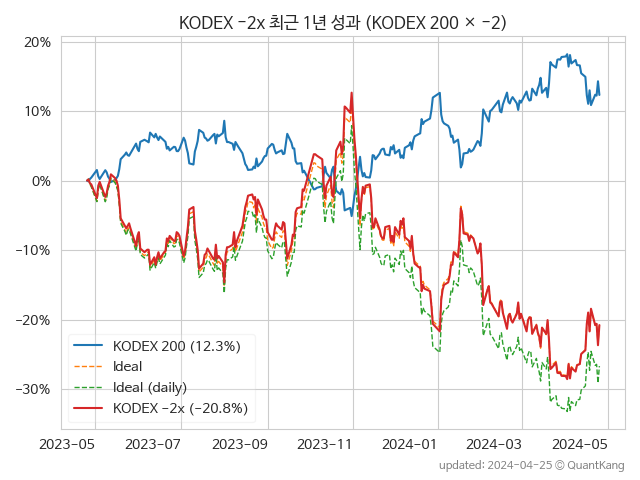 KODEX -2x 최근 1년 성과 (KODEX 200 × -2)
20%
10%
0%
-10%
-20%
-30%
KODEX 200 (12.3%)
Ideal
Ideal (daily)
KODEX -2x (-20.8%)
2023-05 2023-07 2023-09 2023-11 2024-01 2024-03 2024-05
updated: 2024-04-25 © QuantKang